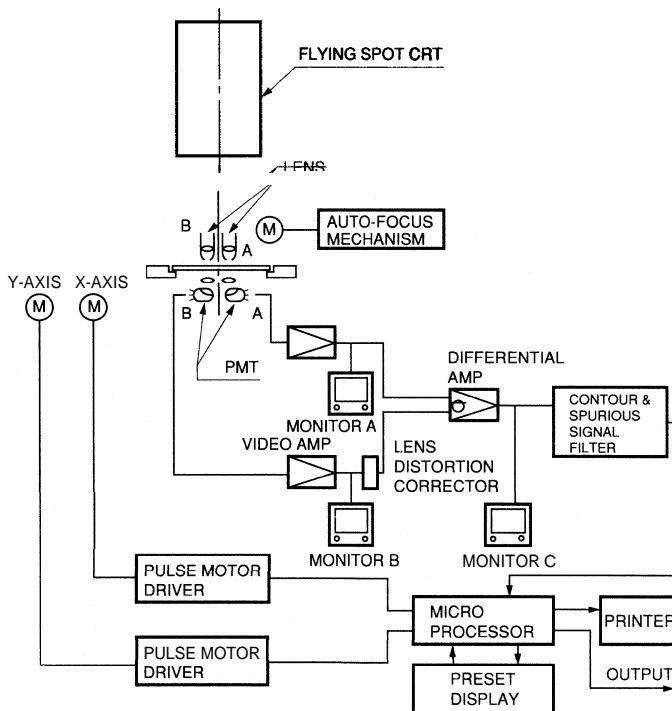 FLYING SPOT CRT
LENS
B
A
M
AUTO-FOCUS
MECHANISM
Y-AXIS
X-AXIS
M
M
B
A
PMT
MONITOR A
DIFFERENTIAL
AMP
CONTOUR &
SPURIOUS
SIGNAL
FILTER
VIDEO AMP
LENS
DISTORTION
CORRECTOR
MONITOR B
MONITOR C
PULSE MOTOR
DRIVER
MICRO
PROCESSOR
PRINTER
PULSE MOTOR
DRIVER
OUTPUT
PRESET
DISPLAY